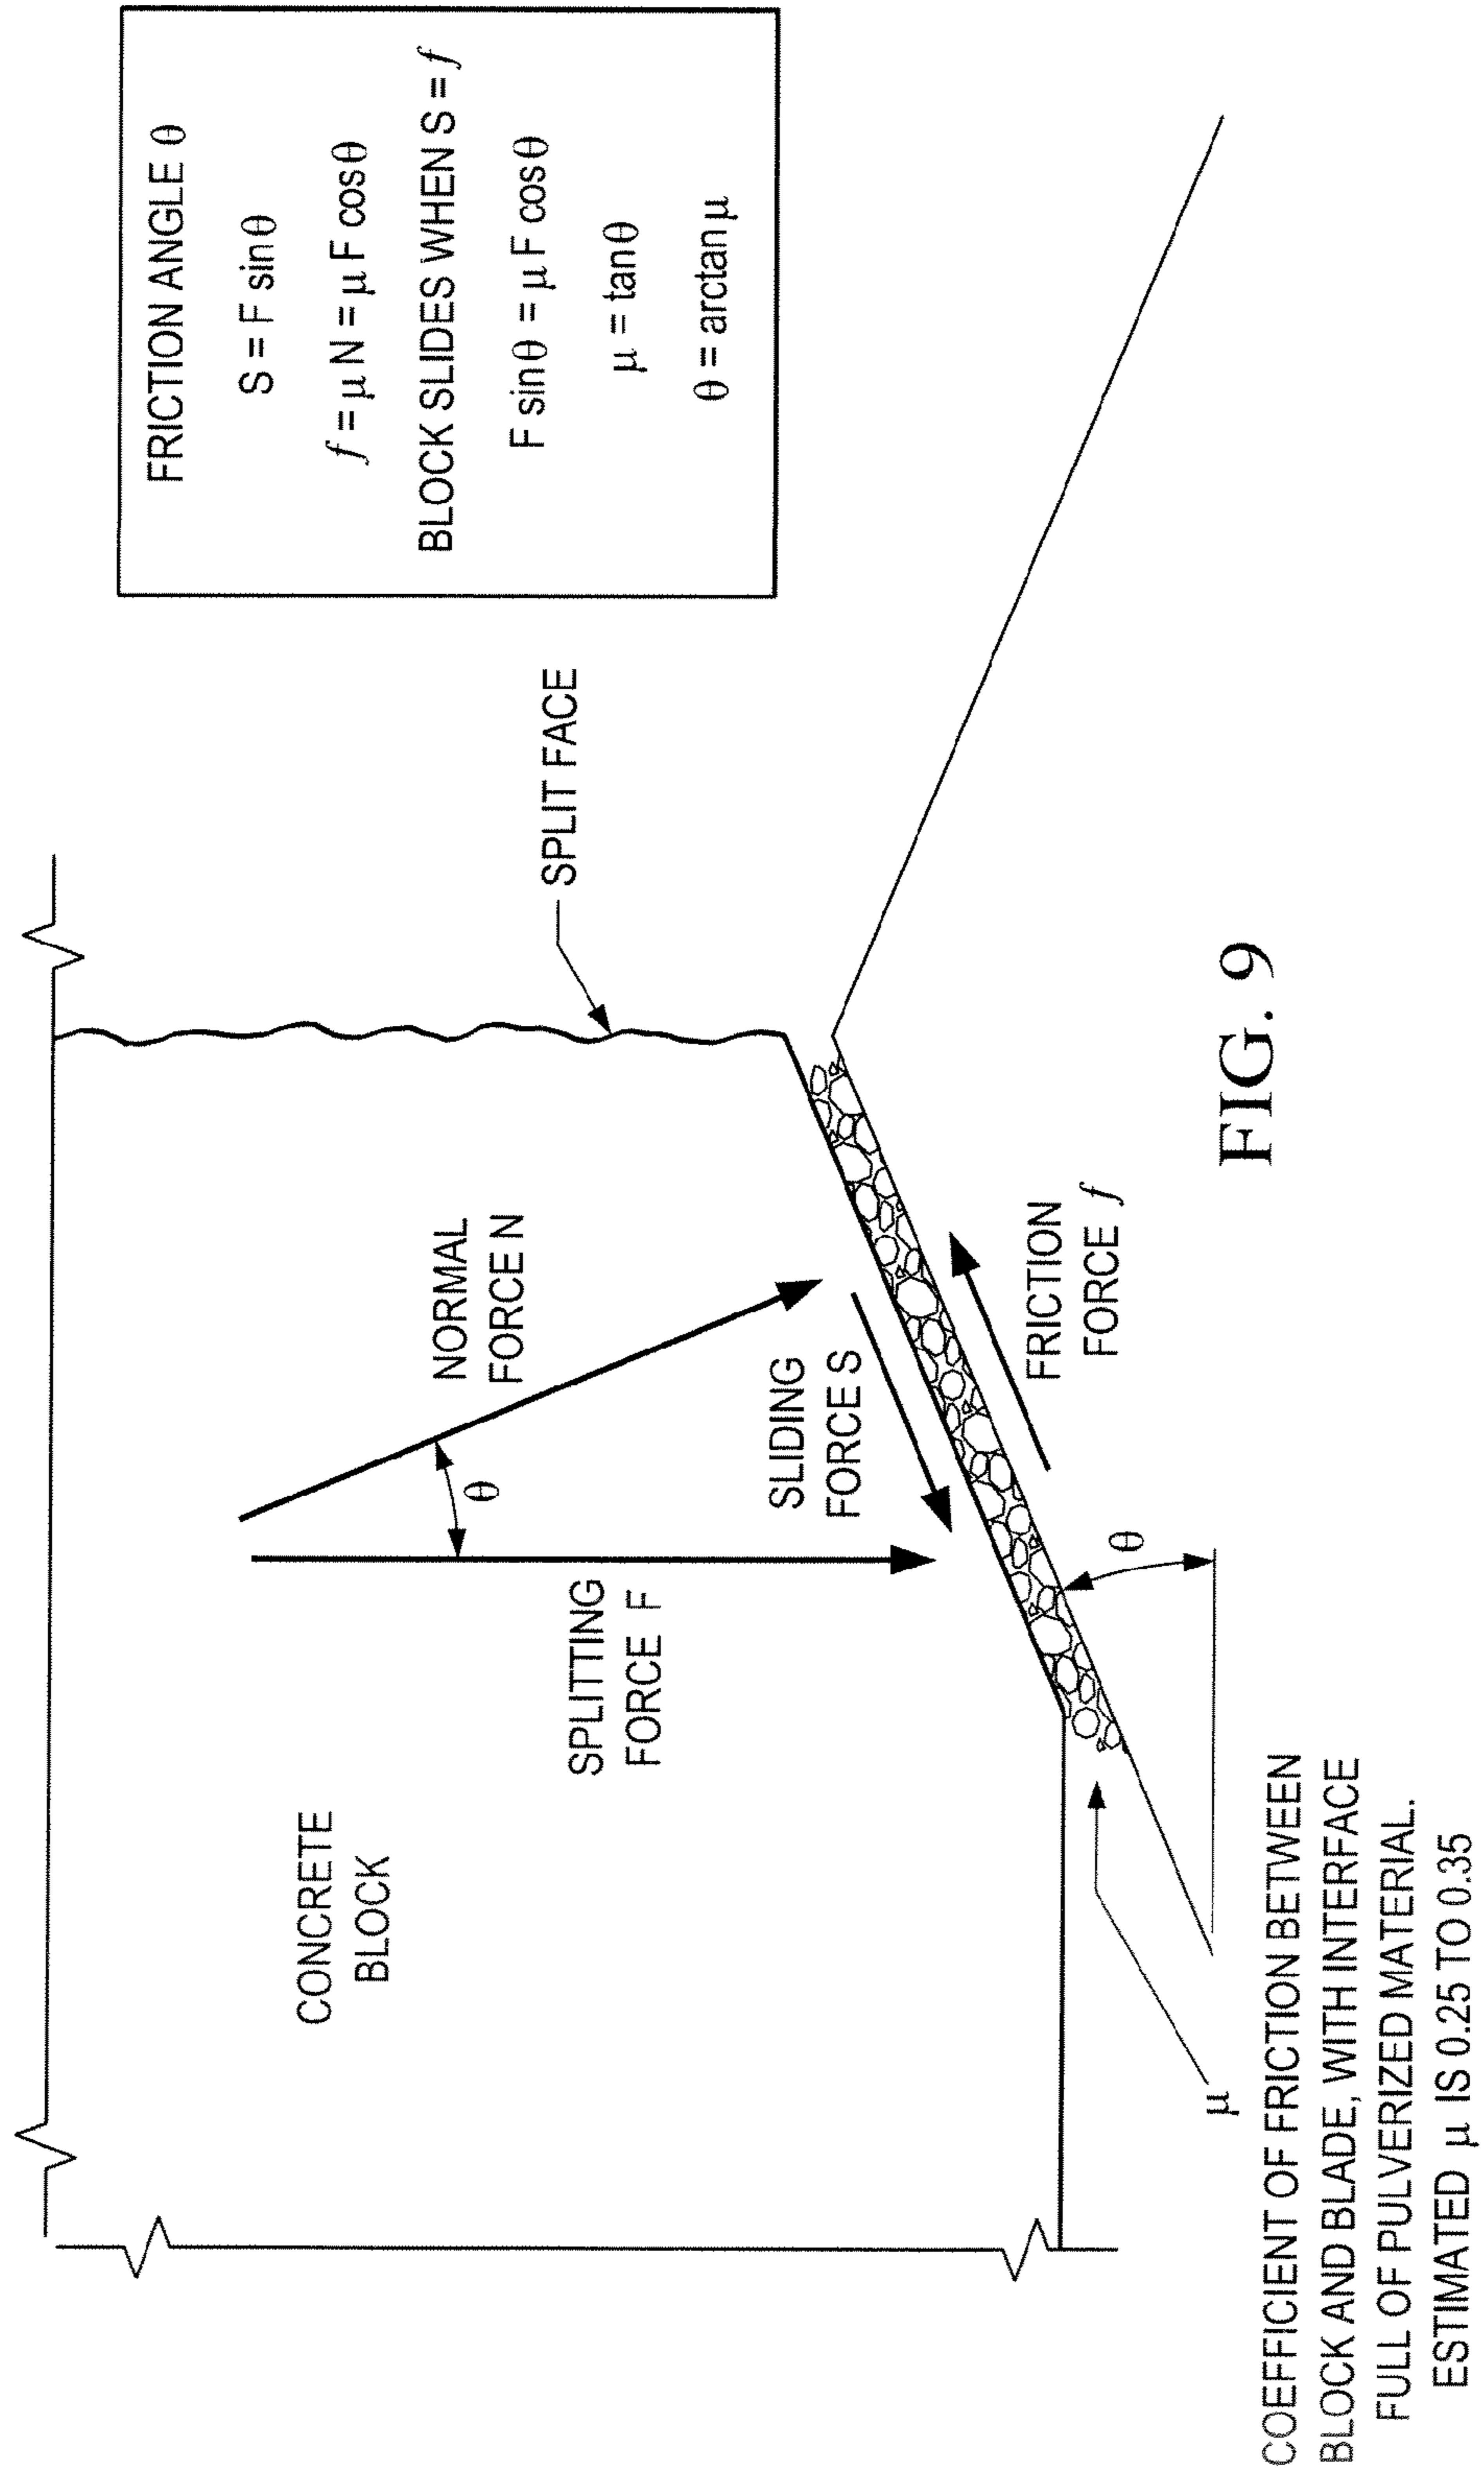 FRICTION ANGLE θ
S = F sinθ
f = μ N = μ F cosθ
BLOCK SLIDES WHEN S = f
F sinθ = μ F cosθ
μ = tanθ
θ = arctan μ
CONCRETE
BLOCK
SPLITTING
FORCE F
θ
NORMAL
FORCE N
SPLIT FACE
SLIDING
FORCE S
FRICTION
FORCE f
θ
μ
COEFFICIENT OF FRICTION BETWEEN
BLOCK AND BLADE, WITH INTERFACE
FULL OF PULVERIZED MATERIAL.
ESTIMATED μ IS 0.25 TO 0.35
FIG. 9